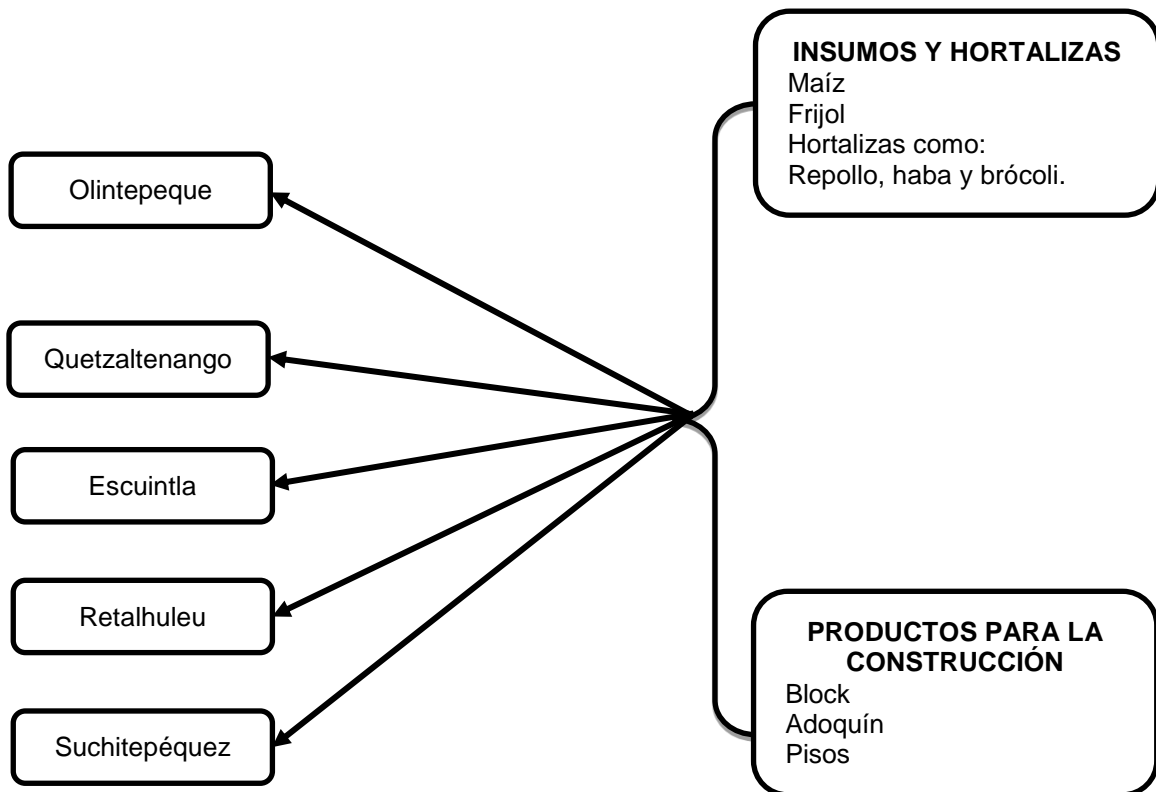 INSUMOS Y HORTALIZAS
Maíz
Frijol
Hortalizas como:
Repollo, haba y brócoli.
Olintepeque
Quetzaltenango
Escuintla
Retalhuleu
Suchitepéquez
PRODUCTOS PARA LA
CONSTRUCCIÓN
Block
Adoquín
Pisos